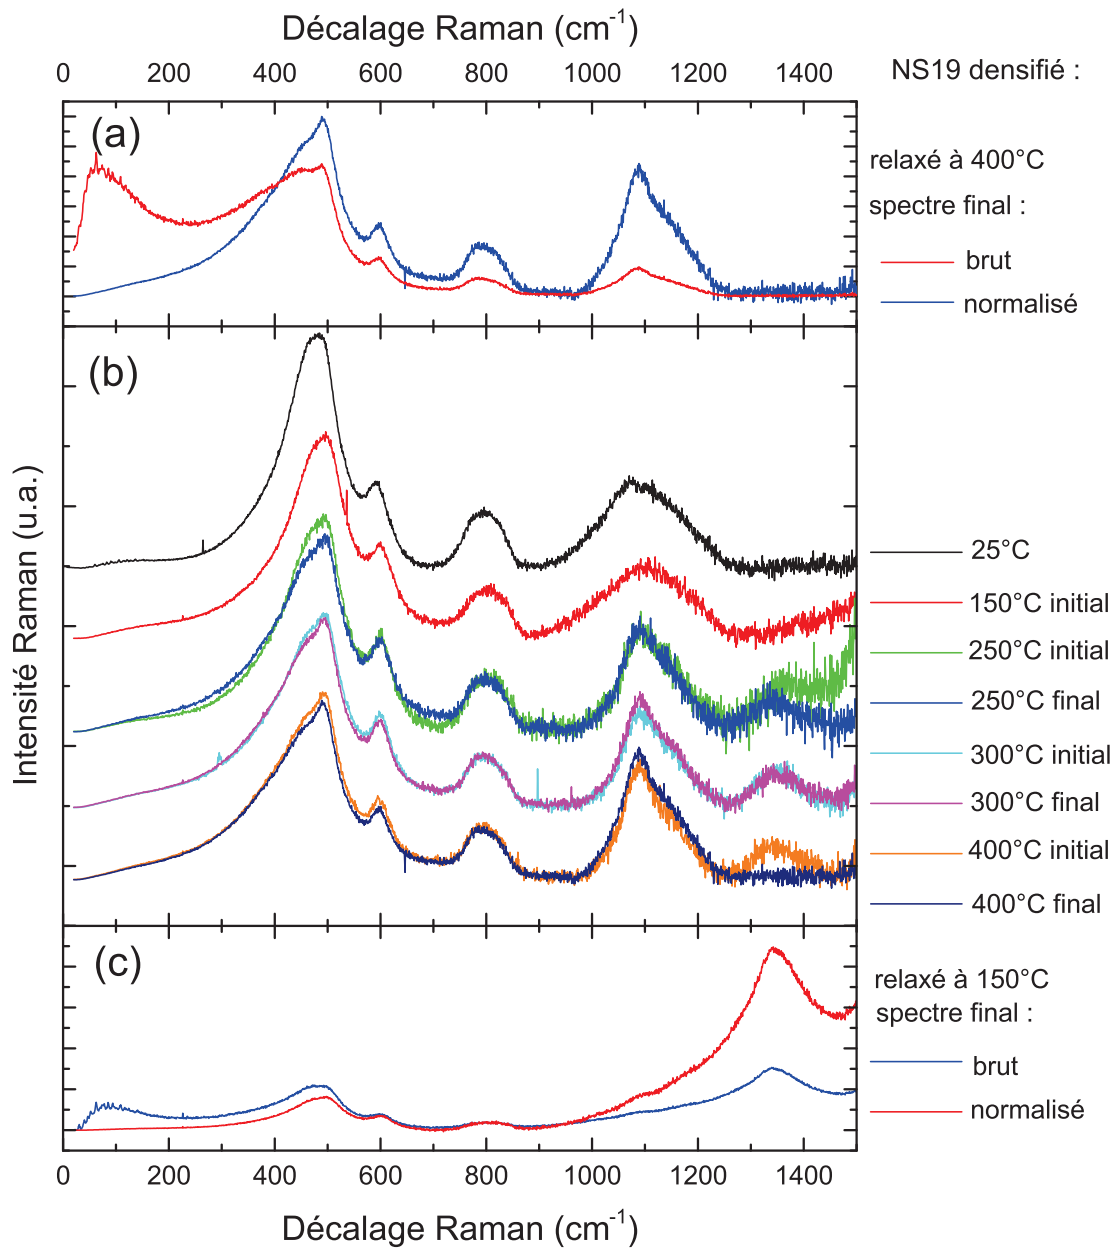 Décalage Raman (cm-1)
0 200 400 600 800 1000 1200 1400
NS19 densifié :
(a)
relaxé à 400°C
spectre final :
brut
normalisé
(b)
Intensité Raman (u.a.)
25°C
150°C initial
250°C initial
250°C final
300°C initial
300°C final
400°C initial
400°C final
(c)
relaxé à 150°C
spectre final :
brut
normalisé
0 200 400 600 800 1000 1200 1400
Décalage Raman (cm-1)